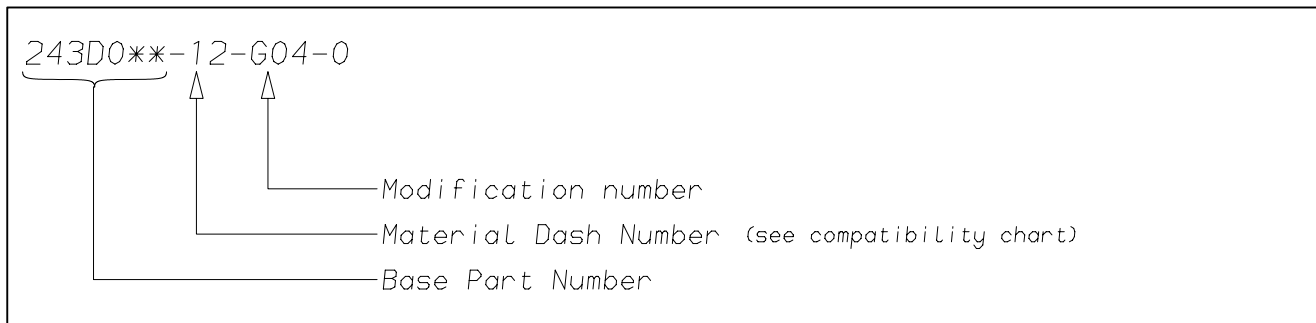 243D0**-12-G04-0
Modification number
Material Dash Number (see compatibility chart)
Base Part Number